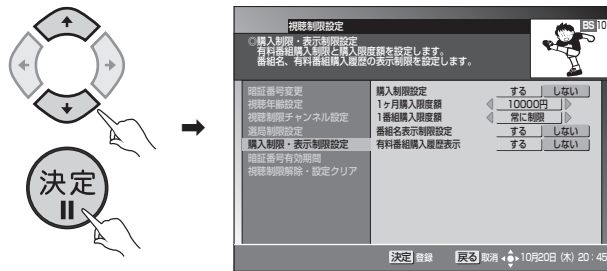 決定
視聴制限設定
BS 10
◎購入制限・表示制限設定
有料番組購入制限と購入限度額を設定します。
番組名、有料番組購入履歴の表示制限を設定します。
暗証番号変更
視聴年齢設定
視聴制限チャンネル設定
選局制限設定
購入制限・表示制限設定
暗証番号有効期間
視聴制限解除・設定クリア
購入制限設定 する しない
1ヶ月購入限度額 10000円
1番組購入限度額 常に制限
番組名表示制限設定 する しない
有料番組購入履歴表示 する しない
決定 登録 戻る 取消 10月20日 (木) 20:45